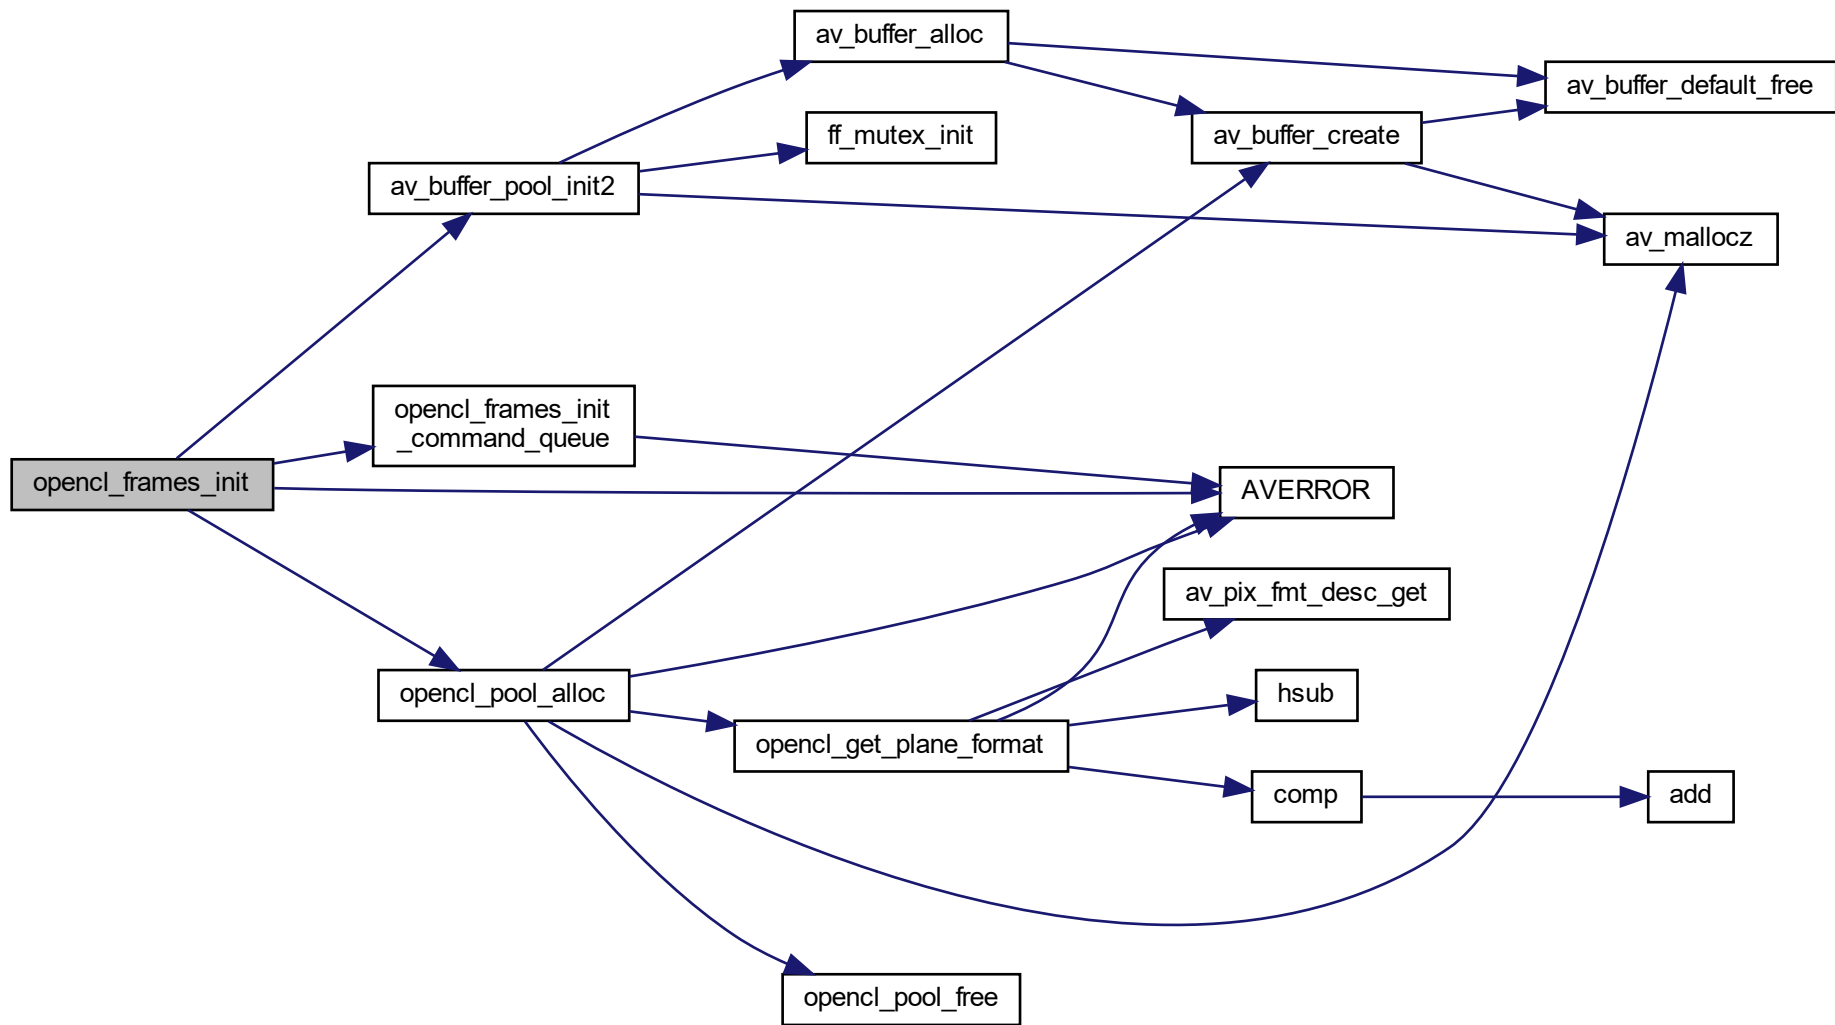 av_buffer_alloc
av_buffer_default_free
ff_mutex_init
av_buffer_create
av_buffer_pool_init2
av_mallocz
opencl_frames_init
_command_queue
opencl_frames_init
AVERROR
av_pix_fmt_desc_get
opencl_pool_alloc
hsub
opencl_get_plane_format
comp
add
opencl_pool_free